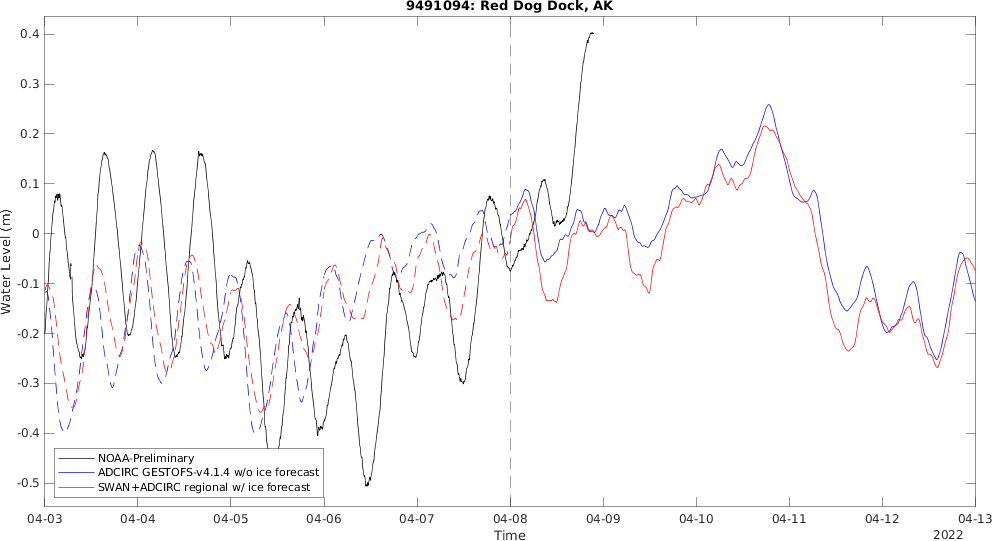 9491094: Red Dog Dock, AK
0.4
0.3
0.2
0.1
0
-0.1
-0.2
-0.3
-0.4
-0.5
Water Level (m)
NOAA-Preliminary
ADCIRC GESTOFS-v4.1.4 w/o ice forecast
SWAN+ADCIRC regional w/ ice forecast
04-03 04-04 04-05 04-06 04-07 04-08 04-09 04-10 04-11 04-12 04-13
Time
2022